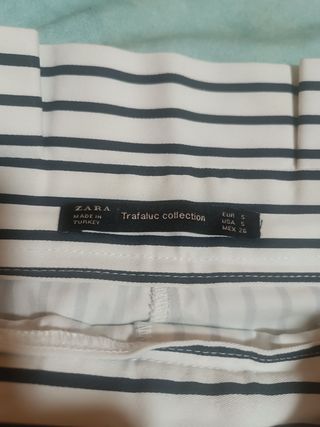 ZARA
MADE IN
TURKEY
Trafaluc collection
EUR S
USA S
MEX 26